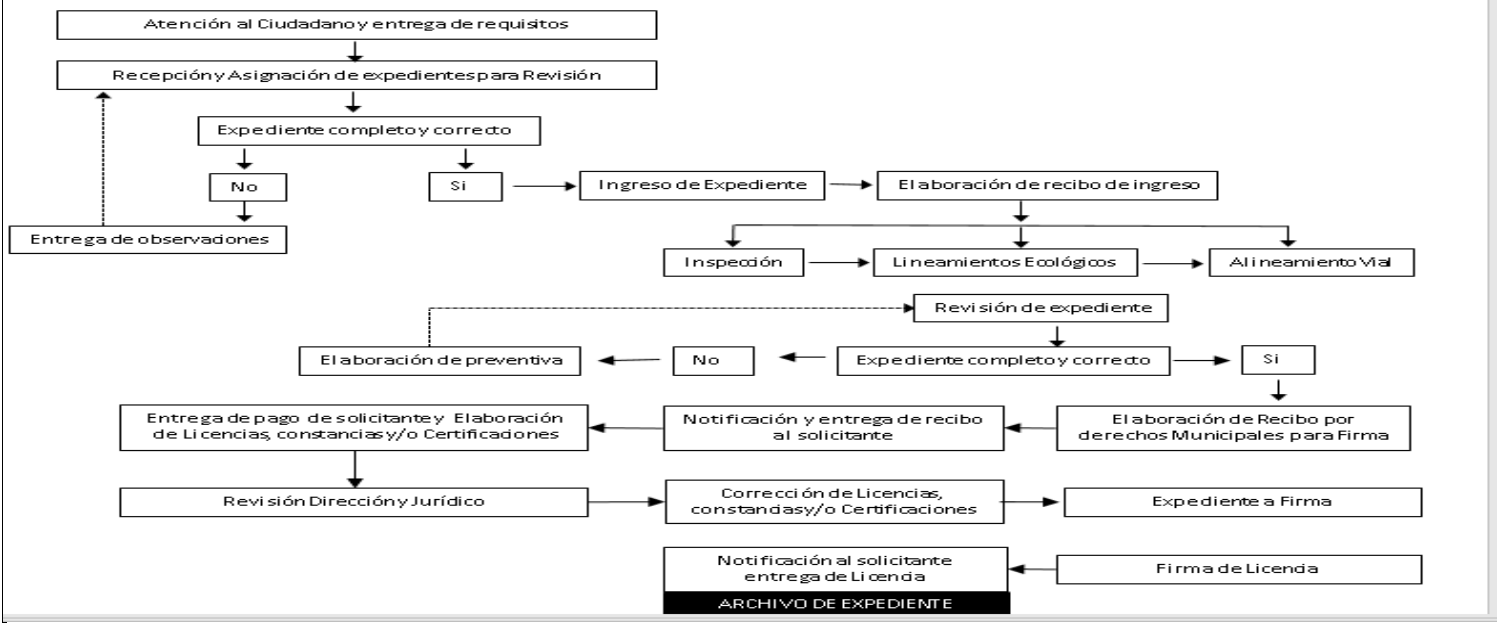 Atención al Ciudadano y entrega de requisitos
Recepción y Asignación de expedientes para Revisión
Expediente completo y correcto
No
Si
Ingreso de Expediente
Elaboración de recibo de ingreso
Entrega de observaciones
Inspección
Lineamientos Ecológicos
Alineamiento Vial
Revisión de expediente
Elaboración de preventiva
No
Expediente completo y correcto
Si
Entrega de pago de solicitante y Elaboración
de Licencias, constancias y/o Certificaciones
Notificación y entrega de recibo
al solicitante
Elaboración de Recibo por
derechos Municipales para Firma
Revisión Dirección y Jurídico
Corrección de Licencias,
constancias y/o Certificaciones
Expediente a Firma
Notificación al solicitante
entrega de Licencia
Firma de Licencia
ARCHIVO DE EXPEDIENTE